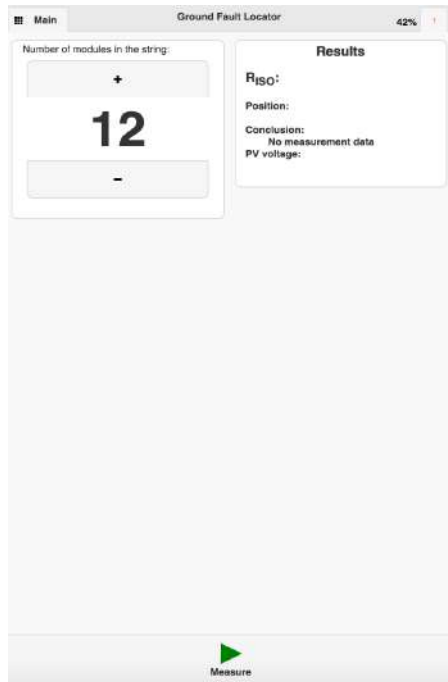 Main
Ground Fault Locator
42%
Number of modules in the string:
+
12
-
Results
RISO:
Position:
Conclusion:
No measurement data
PV voltage:
Measure